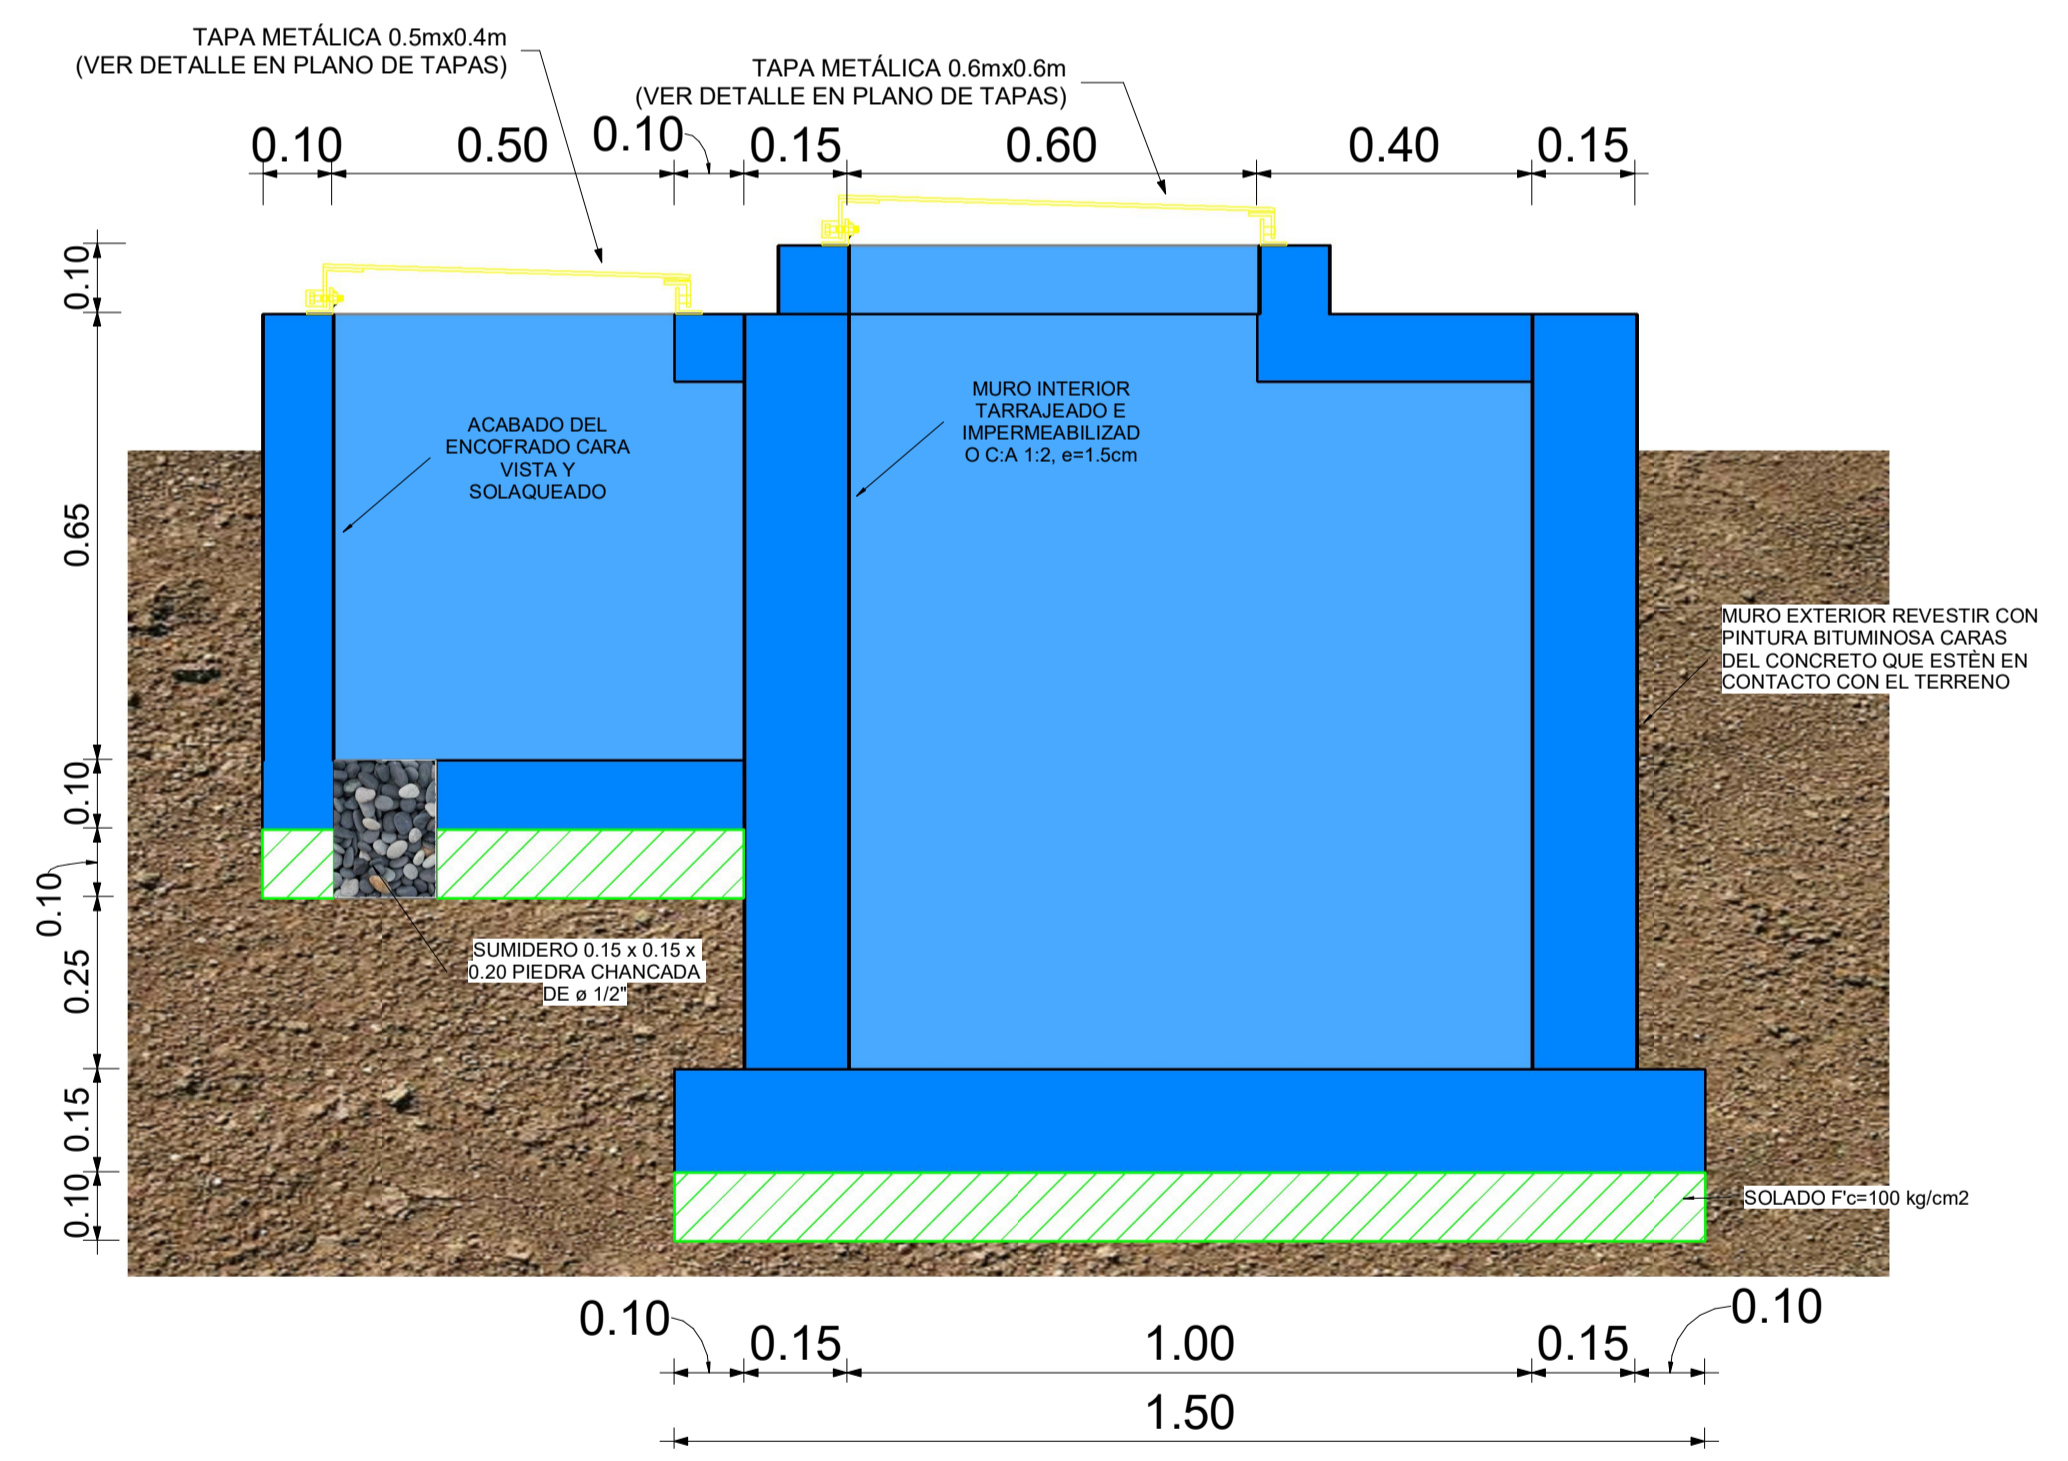 TAPA METÁLICA 0.5mx0.4m
(VER DETALLE EN PLANO DE TAPAS)
TAPA METÁLICA 0.6mx0.6m
(VER DETALLE EN PLANO DE TAPAS)
0.10
0.50
0.10
0.15
0.60
0.40
0.15
0.10
0.65
0.10
0.10
0.25
0.15
0.10
ACABADO DEL
ENCOFRADO CARA
VISTA Y
SOLAQUEADO
MURO INTERIOR
TARRAJEADO E
IMPERMEABILIZAD
O C:A 1:2, e=1.5cm
MURO EXTERIOR REVESTIR CON
PINTURA BITUMINOSA CARAS
DEL CONCRETO QUE ESTÈN EN
CONTACTO CON EL TERRENO
SUMIDERO 0.15 x 0.15 x
0.20 PIEDRA CHANCADA
DE ø 1/2"
SOLADO F'c=100 kg/cm2
0.10
0.15
1.00
0.15
0.10
1.50